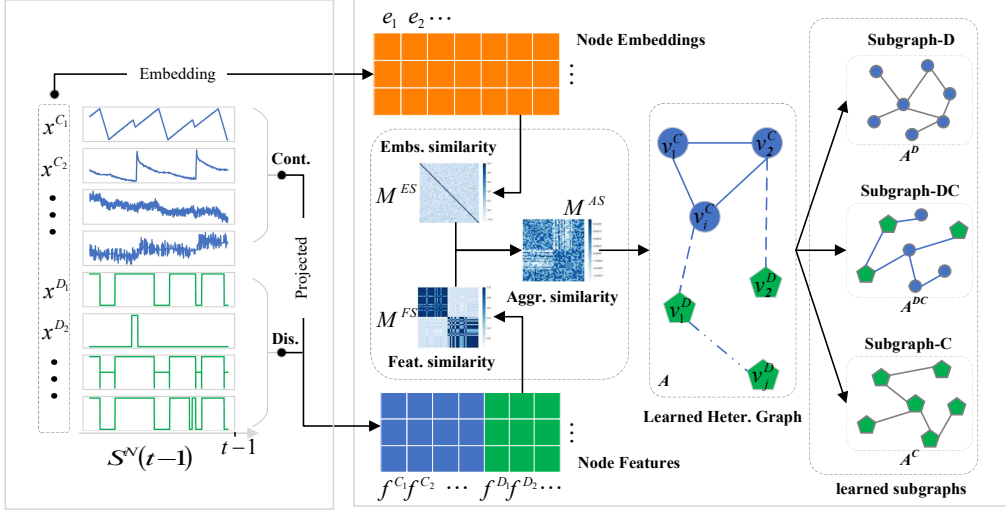 e₁ e₂ ...
Node Embeddings
Embedding
x^{C₁}
x^{C₂}
Cont.
Projected
x^{D₁}
x^{D₂}
Dis.
t−1
S^N(t−1)
Embs. similarity
M^{ES}
M^{AS}
Aggr. similarity
M^{FS}
Feat. similarity
Node Features
f^{C₁} f^{C₂} ... f^{D₁} f^{D₂} ...
v₁^C v₂^C
v_i^C
v₂^D
v₁^D
v_j^D
A
Learned Heter. Graph
Subgraph-D
A^D
Subgraph-DC
A^{DC}
Subgraph-C
A^C
learned subgraphs